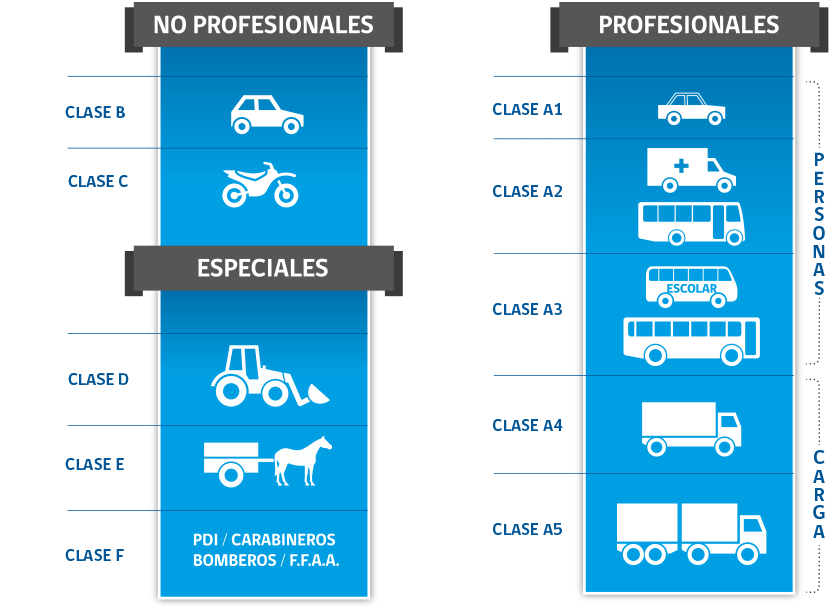 NO PROFESIONALES
CLASE B
CLASE C
ESPECIALES
CLASE D
CLASE E
CLASE F
PDI / CARABINEROS
BOMBEROS / F.F.A.A.
PROFESIONALES
CLASE A1
CLASE A2
CLASE A3
ESCOLAR
PERSONAS
CLASE A4
CLASE A5
CARGA